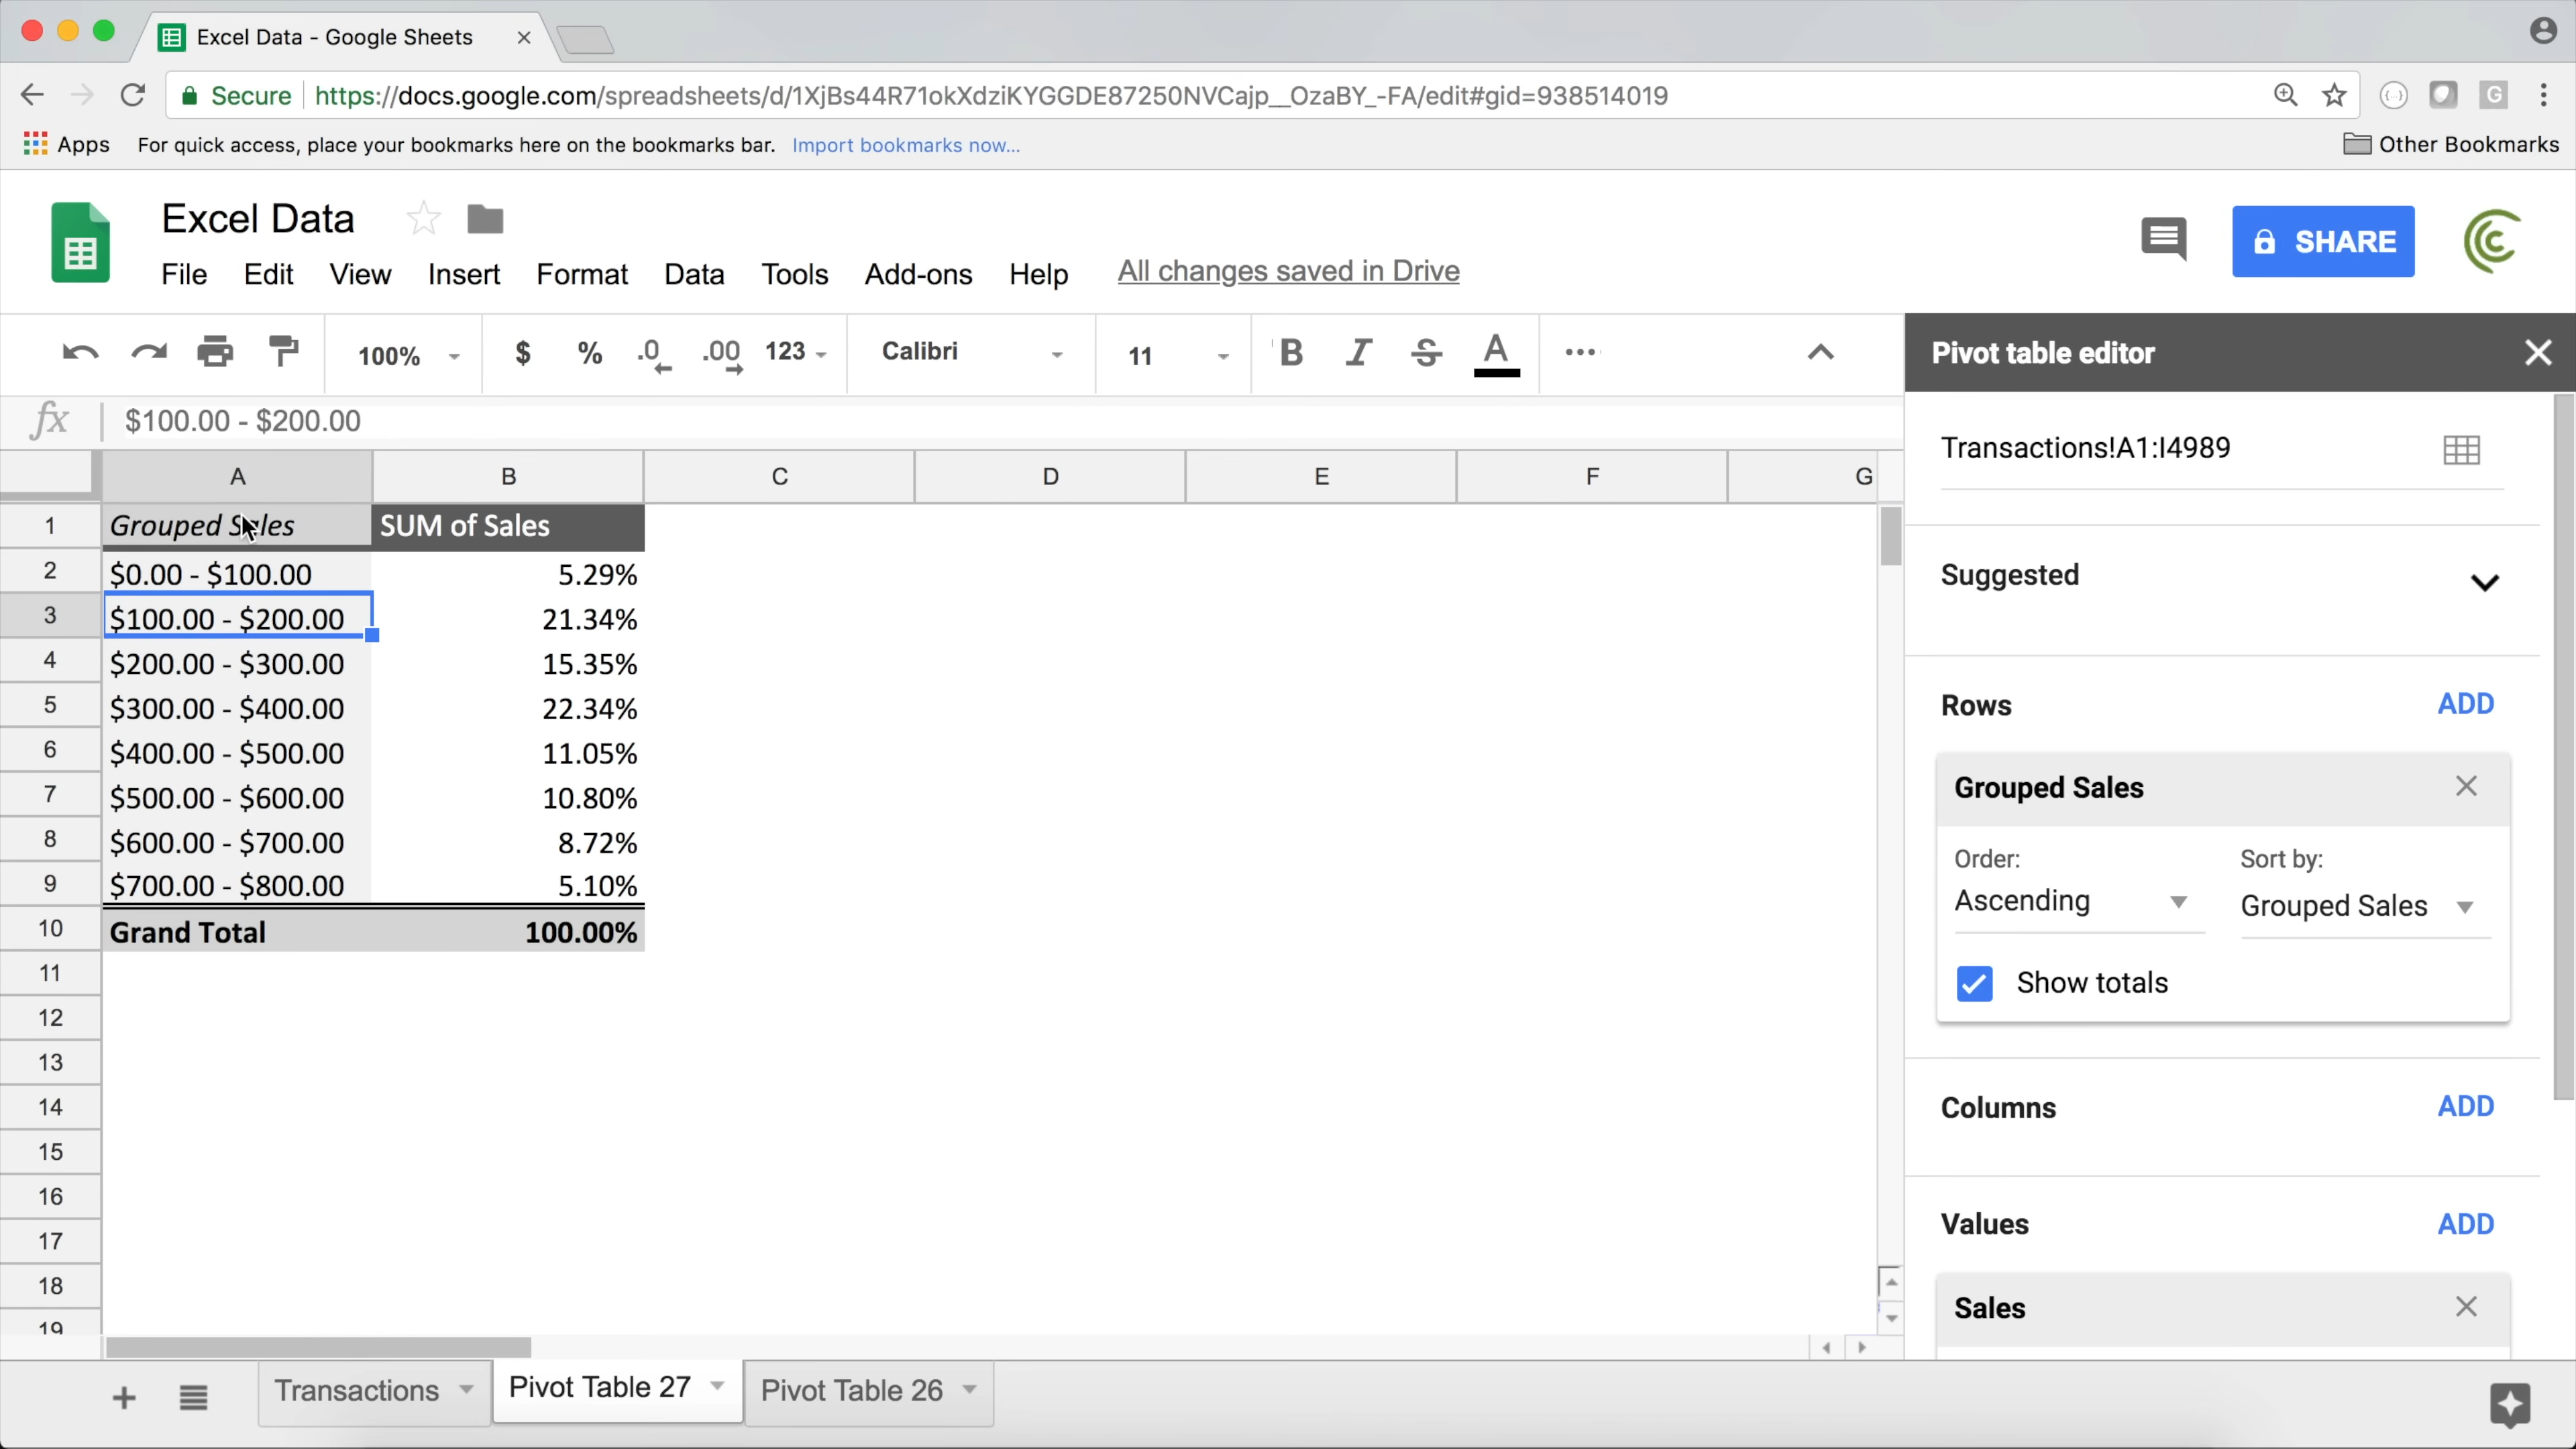 Excel Data - Google Sheets
Secure https://docs.google.com/spreadsheets/d/1XjBs44R71okXdziKYGGDE87250NVCajp__OzaBY_-FA/edit#gid=938514019
Apps For quick access, place your bookmarks here on the bookmarks bar. Import bookmarks now... Other Bookmarks
Excel Data
SHARE
File Edit View Insert Format Data Tools Add-ons Help All changes saved in Drive
100% $ % .0 .00 123 Calibri 11 B I S A
Pivot table editor
fx $100.00 - $200.00
Transactions!A1:I4989
A B C D E F G
1 Grouped Sales SUM of Sales
2 $0.00 - $100.00 5.29%
Suggested
3 $100.00 - $200.00 21.34%
4 $200.00 - $300.00 15.35%
5 $300.00 - $400.00 22.34%
Rows ADD
6 $400.00 - $500.00 11.05%
7 $500.00 - $600.00 10.80%
Grouped Sales
8 $600.00 - $700.00 8.72%
Order: Sort by:
9 $700.00 - $800.00 5.10%
Ascending Grouped Sales
10 Grand Total 100.00%
11
Show totals
12
13
14
Columns ADD
15
16
17
Values ADD
18
Sales
19
Transactions Pivot Table 27 Pivot Table 26